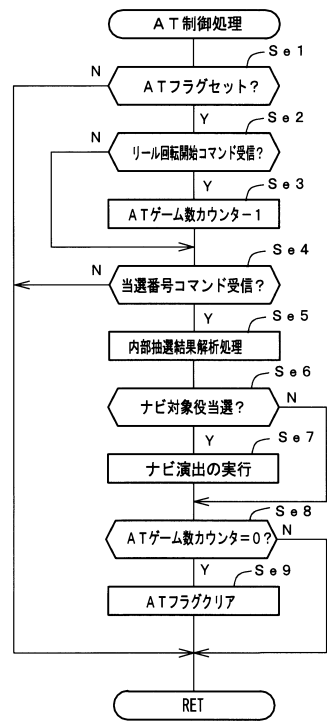 AT制御処理
Se1
N
ATフラグセット?
Y
Se2
N
リール回転開始コマンド受信?
Y
Se3
ATゲーム数カウンター1
Se4
N
当選番号コマンド受信?
Y
Se5
内部抽選結果解析処理
Se6
ナビ対象役当選?
N
Y
Se7
ナビ演出の実行
Se8
ATゲーム数カウンタ=0?
N
Y
Se9
ATフラグクリア
RET